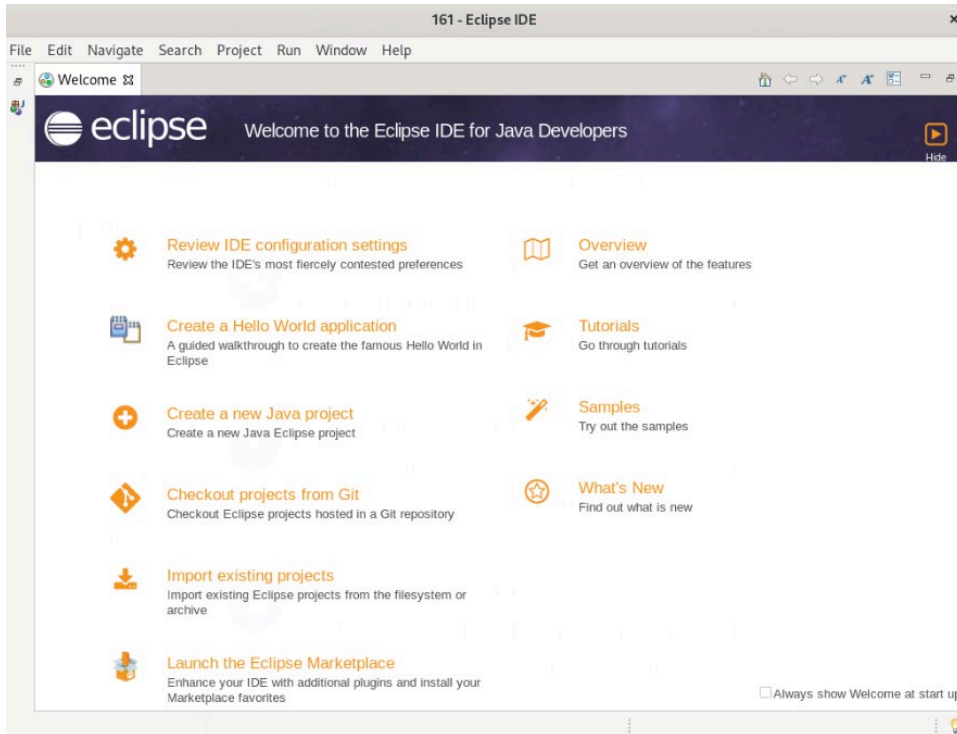 161 - Eclipse IDE
File Edit Navigate Search Project Run Window Help
Welcome
eclipse Welcome to the Eclipse IDE for Java Developers
Hide
Review IDE configuration settings
Review the IDE's most fiercely contested preferences
Overview
Get an overview of the features
Create a Hello World application
A guided walkthrough to create the famous Hello World in
Eclipse
Tutorials
Go through tutorials
Create a new Java project
Create a new Java Eclipse project
Samples
Try out the samples
Checkout projects from Git
Checkout Eclipse projects hosted in a Git repository
What's New
Find out what is new
Import existing projects
Import existing Eclipse projects from the filesystem or
archive
Launch the Eclipse Marketplace
Enhance your IDE with additional plugins and install your
Marketplace favorites
Always show Welcome at start up